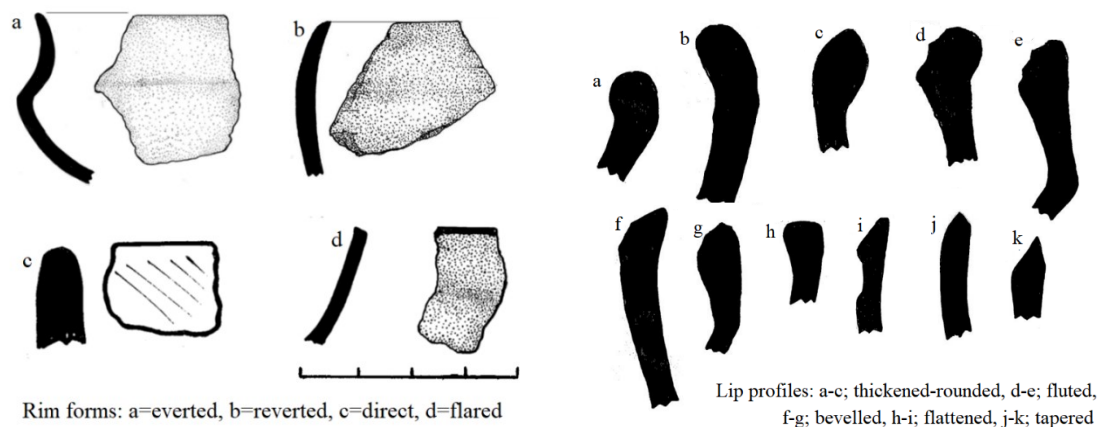 a
b
c
d
Rim forms: a=everted, b=reverted, c=direct, d=flared
a
b
c
d
e
f
g
h
i
j
k
Lip profiles: a-c; thickened-rounded, d-e; fluted,
f-g; bevelled, h-i; flattened, j-k; tapered